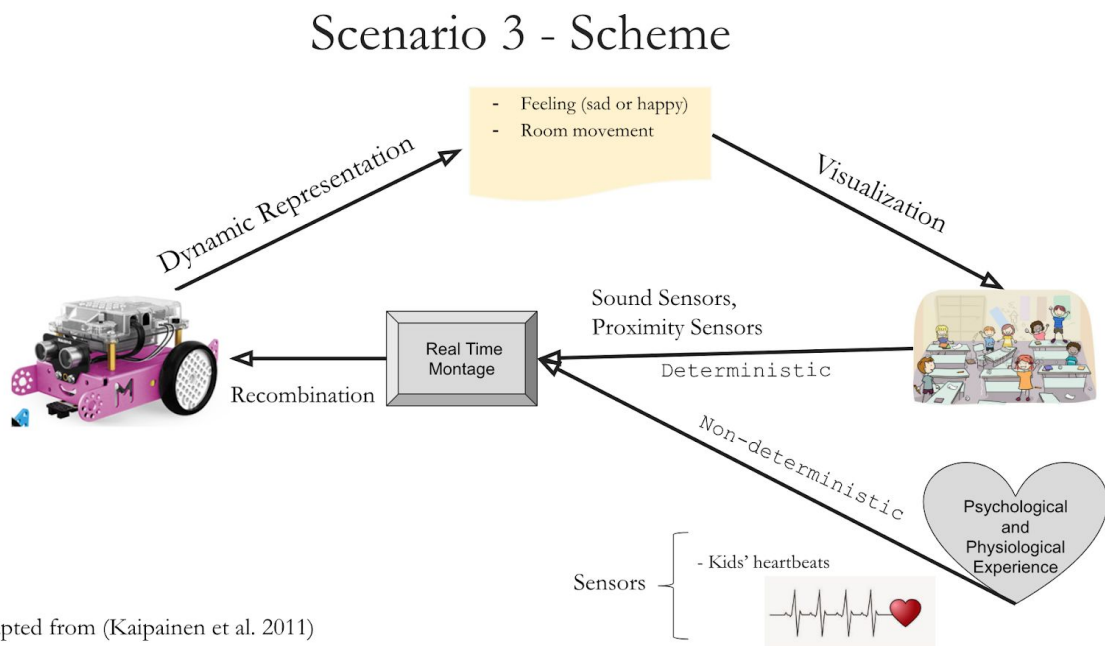 Scenario 3 - Scheme
- Feeling (sad or happy)
- Room movement
Dynamic Representation
Visualization
Sound Sensors,
Proximity Sensors
Deterministic
Real Time
Montage
Recombination
M
Non-deterministic
Psychological
and
Physiological
Experience
Sensors
- Kids' heartbeats
pted from (Kaipainen et al. 2011)